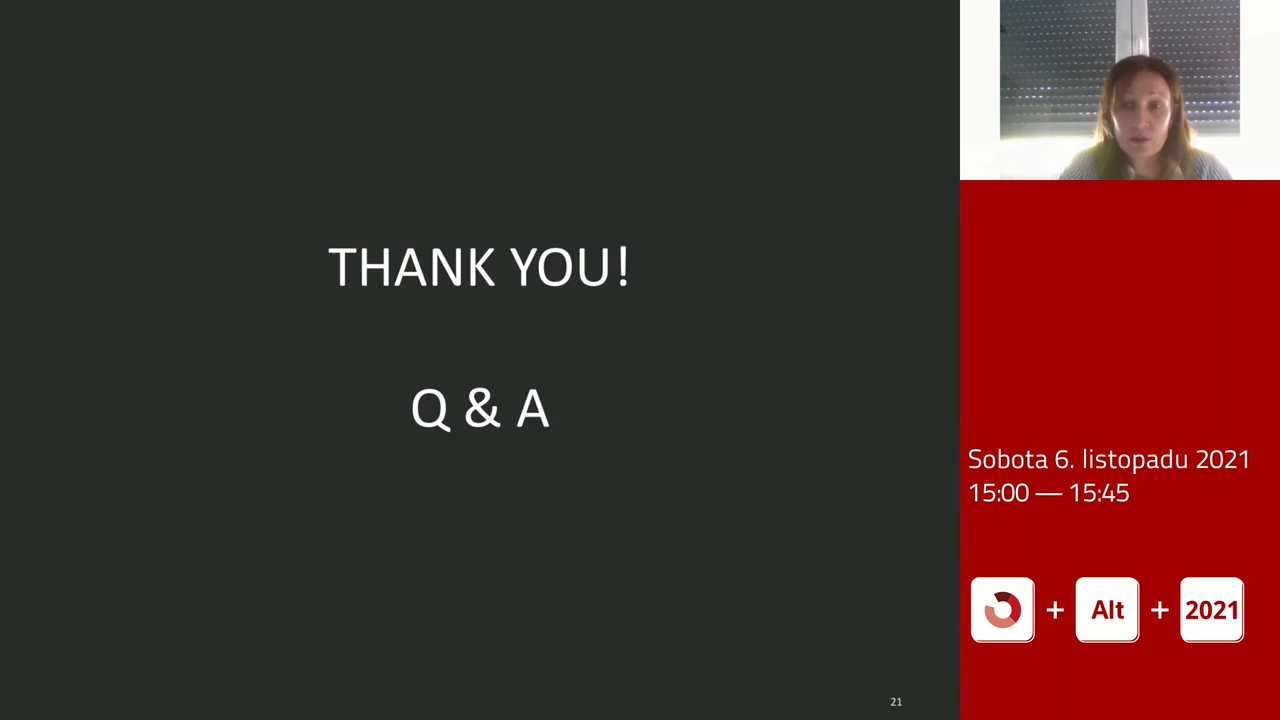 THANK YOU!
Q & A
21
Sobota 6. listopadu 2021
15:00 — 15:45
+ Alt + 2021